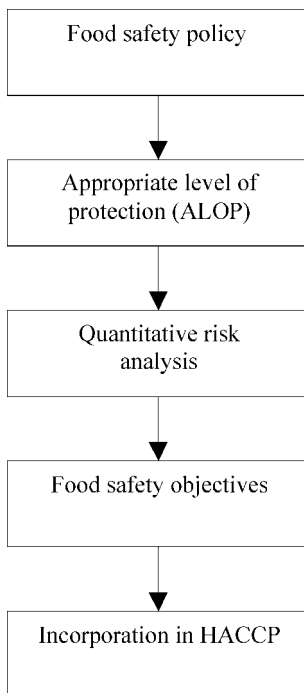 Food safety policy
Appropriate level of
protection (ALOP)
Quantitative risk
analysis
Food safety objectives
Incorporation in HACCP